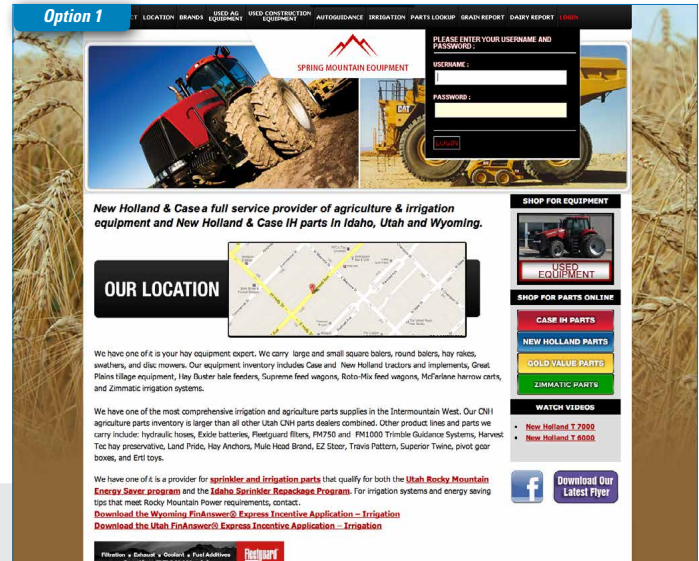 Option 1
CT LOCATION BRANDS USED AG EQUIPMENT USED CONSTRUCTION EQUIPMENT AUTOGUIDANCE IRRIGATION PARTS LOOKUP GRAIN REPORT DAIRY REPORT LOGIN
SPRING MOUNTAIN EQUIPMENT
PLEASE ENTER YOUR USERNAME AND
PASSWORD :
USERNAME :
PASSWORD :
LOGIN
CAT
New Holland & Case a full service provider of agriculture & irrigation
equipment and New Holland & Case IH parts in Idaho, Utah and Wyoming.
OUR LOCATION
We have one of it is your hay equipment expert. We carry large and small square balers, round balers, hay rakes,
swathers, and disc mowers. Our equipment inventory includes Case and New Holland tractors and implements, Great
Plains tillage equipment, Hay Buster bale feeders, Supreme feed wagons, Roto-Mix feed wagons, McFarlane harrow carts,
and Zimmatic irrigation systems.
We have one of the most comprehensive irrigation and agriculture parts supplies in the Intermountain West. Our CNH
agriculture parts inventory is larger than all other Utah CNH parts dealers combined. Other product lines and parts we
carry include: hydraulic hoses, Exide batteries, Fleetguard filters, FM750 and FM1000 Trimble Guidance Systems, Harvest
Tec hay preservative, Land Pride, Hay Anchors, Mule Head Brand, EZ Steer, Travis Pattern, Superior Twine, pivot gear
boxes, and Ertl toys.
We have one of it is a provider for sprinkler and irrigation parts that qualify for both the Utah Rocky Mountain
Energy Saver program and the Idaho Sprinkler Repackage Program. For irrigation systems and energy saving
tips that meet Rocky Mountain Power requirements, contact.
Download the Wyoming FinAnswer® Express Incentive Application – Irrigation
Download the Utah FinAnswer® Express Incentive Application – Irrigation
Filtration • Exhaust • Coolant • Fuel Additives
Fleetguard
SHOP FOR EQUIPMENT
USED
EQUIPMENT
SHOP FOR PARTS ONLINE
CASE IH PARTS
NEW HOLLAND PARTS
GOLD VALUE PARTS
ZIMMATIC PARTS
WATCH VIDEOS
New Holland T 7000
New Holland T 6000
f
Download Our
Latest Flyer